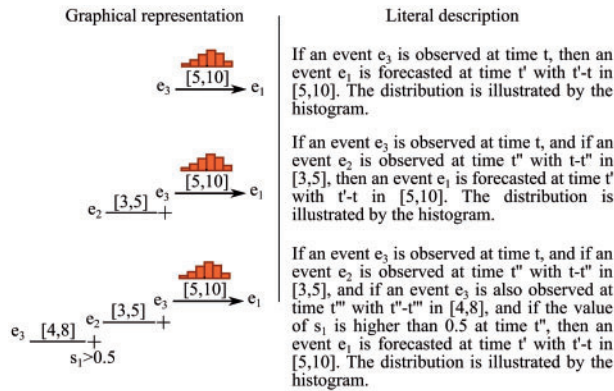 Graphical representation
Literal description
[5,10]
e₃ e₁
If an event e₃ is observed at time t, then an
event e₁ is forecasted at time t' with t'-t in
[5,10]. The distribution is illustrated by the
histogram.
[5,10]
e₃ e₁
e₂ [3,5] +
If an event e₃ is observed at time t, and if an
event e₂ is observed at time t" with t-t" in
[3,5], then an event e₁ is forecasted at time t'
with t'-t in [5,10]. The distribution is
illustrated by the histogram.
[5,10]
e₃ e₁
e₂ [3,5] +
e₃ [4,8] +
s₁>0.5
If an event e₃ is observed at time t, and if an
event e₂ is observed at time t" with t-t" in
[3,5], and if an event e₃ is also observed at
time t''' with t"-t''' in [4,8], and if the value
of s₁ is higher than 0.5 at time t", then an
event e₁ is forecasted at time t' with t'-t in
[5,10]. The distribution is illustrated by the
histogram.